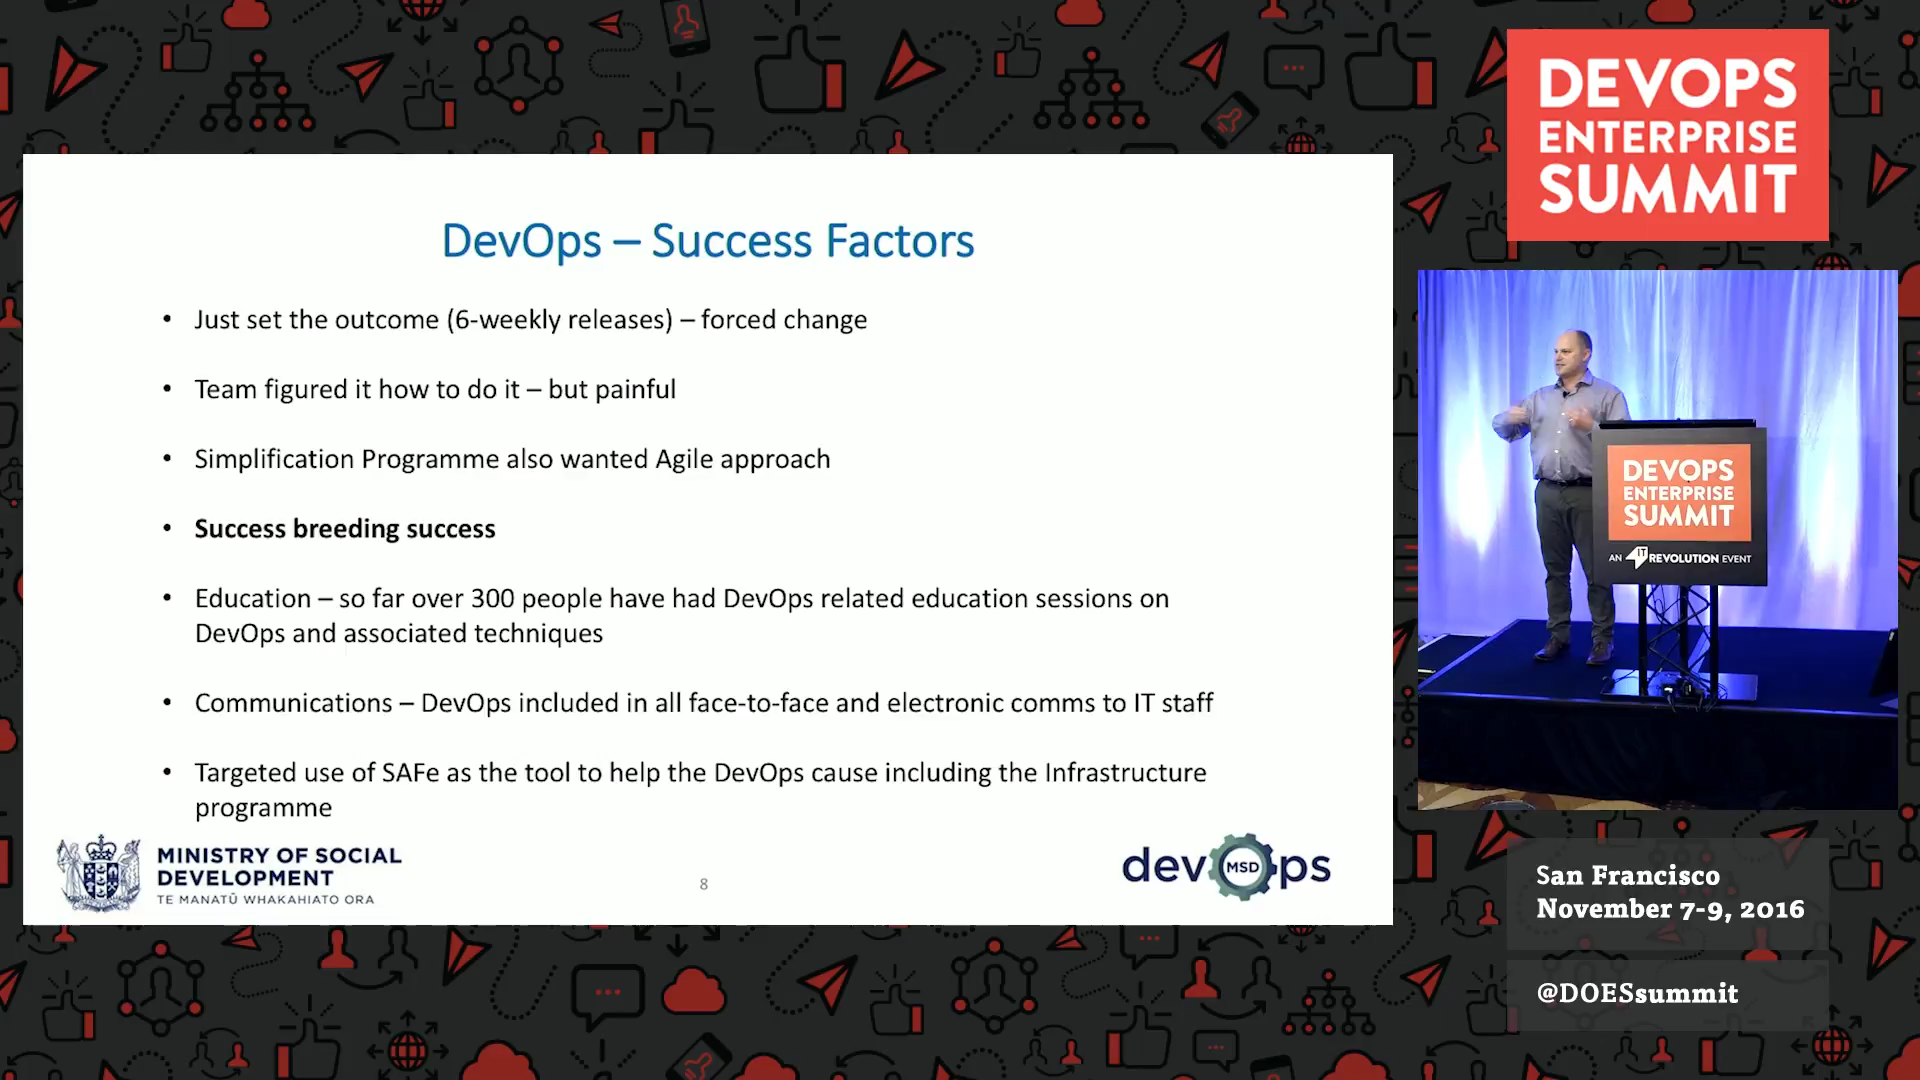 DevOps – Success Factors
• Just set the outcome (6-weekly releases) – forced change
• Team figured it how to do it – but painful
• Simplification Programme also wanted Agile approach
• Success breeding success
• Education – so far over 300 people have had DevOps related education sessions on
DevOps and associated techniques
• Communications – DevOps included in all face-to-face and electronic comms to IT staff
• Targeted use of SAFe as the tool to help the DevOps cause including the Infrastructure
programme
MINISTRY OF SOCIAL
DEVELOPMENT
TE MANATŪ WHAKAHIATO ORA
8
devops
MSD
DEVOPS
ENTERPRISE
SUMMIT
DEVOPS
ENTERPRISE
SUMMIT
AN IT REVOLUTION EVENT
San Francisco
November 7-9, 2016
@DOESsummit